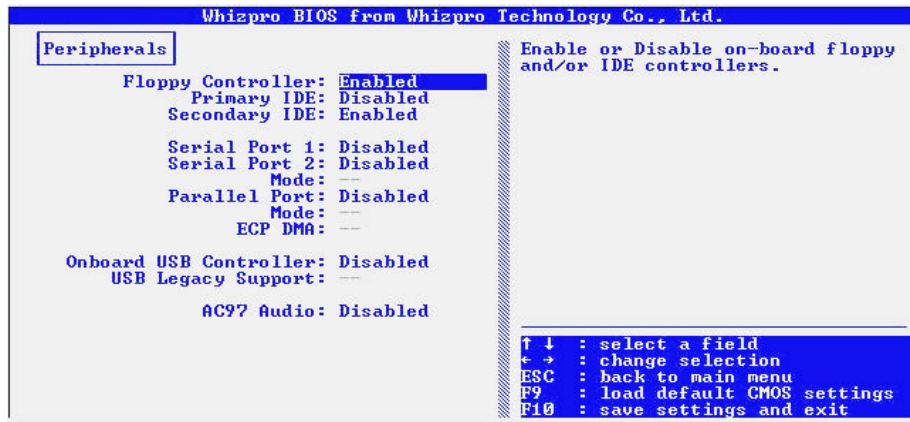 Whizpro BIOS from Whizpro Technology Co., Ltd.
Peripherals
Floppy Controller: Enabled
Primary IDE: Disabled
Secondary IDE: Enabled
Serial Port 1: Disabled
Serial Port 2: Disabled
Mode: --
Parallel Port: Disabled
Mode: --
ECP DMA: --
Onboard USB Controller: Disabled
USB Legacy Support: --
AC97 Audio: Disabled
Enable or Disable on-board floppy
and/or IDE controllers.
↑ ↓ : select a field
← → : change selection
ESC : back to main menu
F9 : load default CMOS settings
F10 : save settings and exit